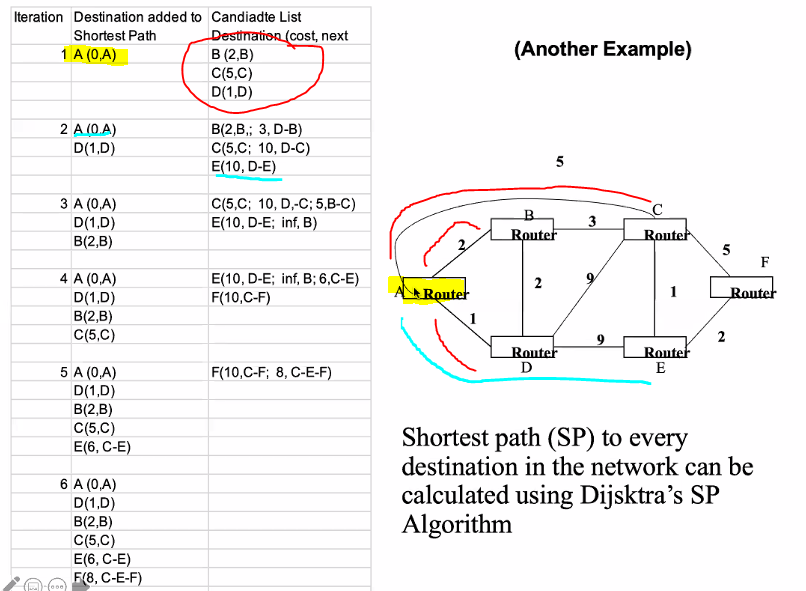 Iteration Destination added to Candiadte List
Shortest Path Destination (cost, next
1 A (0,A) B (2,B)
C(5,C)
D(1,D)
2 A (0,A) B(2,B,; 3, D-B)
D(1,D) C(5,C; 10, D-C)
E(10, D-E)
3 A (0,A) C(5,C; 10, D,-C; 5,B-C)
D(1,D) E(10, D-E; inf, B)
B(2,B)
4 A (0,A) E(10, D-E; inf, B; 6,C-E)
D(1,D) F(10,C-F)
B(2,B)
C(5,C)
5 A (0,A) F(10,C-F; 8, C-E-F)
D(1,D)
B(2,B)
C(5,C)
E(6, C-E)
6 A (0,A)
D(1,D)
B(2,B)
C(5,C)
E(6, C-E)
F(8, C-E-F)
(Another Example)
5
B 3 C
Router Router
2 5
F
A Router 2 9 1 Router
1 9 2
Router Router
D E
Shortest path (SP) to every
destination in the network can be
calculated using Dijsktra’s SP
Algorithm